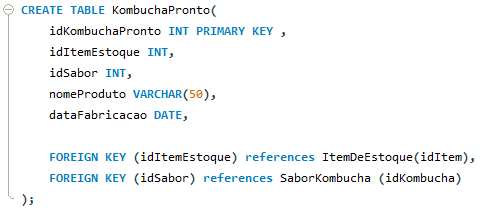 CREATE TABLE KombuchaPronto(
idKombuchaPronto INT PRIMARY KEY ,
idItemEstoque INT,
idSabor INT,
nomeProduto VARCHAR(50),
dataFabricacao DATE,
FOREIGN KEY (idItemEstoque) references ItemDeEstoque(idItem),
FOREIGN KEY (idSabor) references SaborKombucha (idKombucha)
);